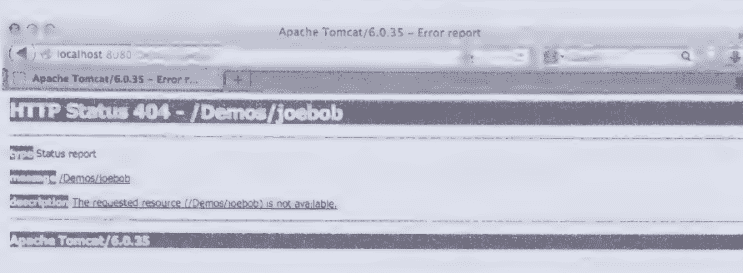 Apache Tomcat/6.0.35 - Error report
localhost 8080
Apache Tomcat/6.0.35 - Error r...
HTTP Status 404 - /Demos/joebob
type Status report
message /Demos/joebob
description The requested resource (/Demos/joebob) is not available.
Apache Tomcat/6.0.35